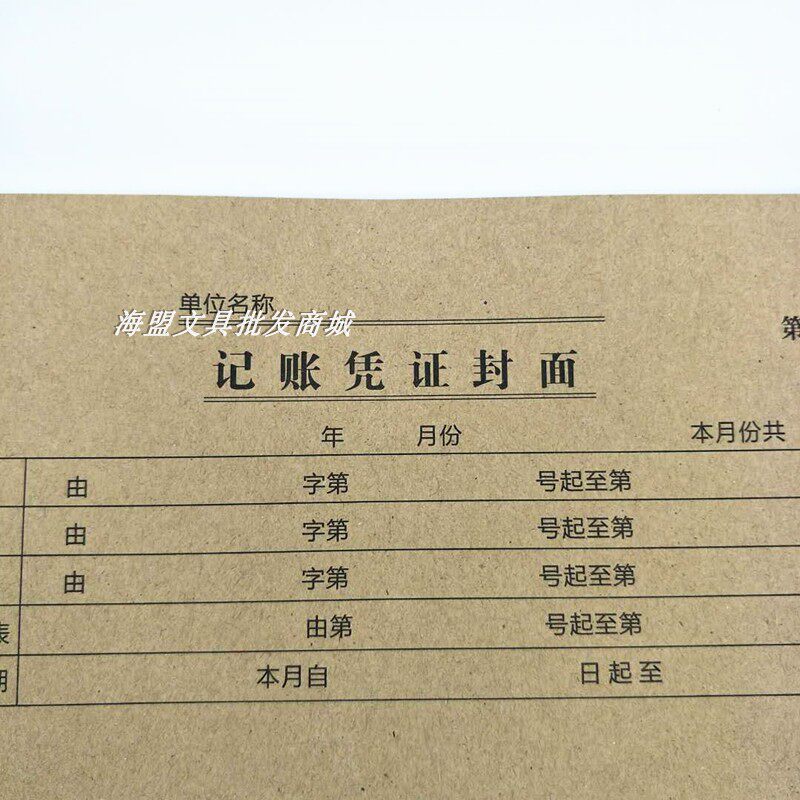 单位名称
海盟文具批发商城
第
记账凭证封面
年 月份 本月份共
由 字第 号起至第
由 字第 号起至第
由 字第 号起至第
表 由第 号起至第
期 本月自 日起至